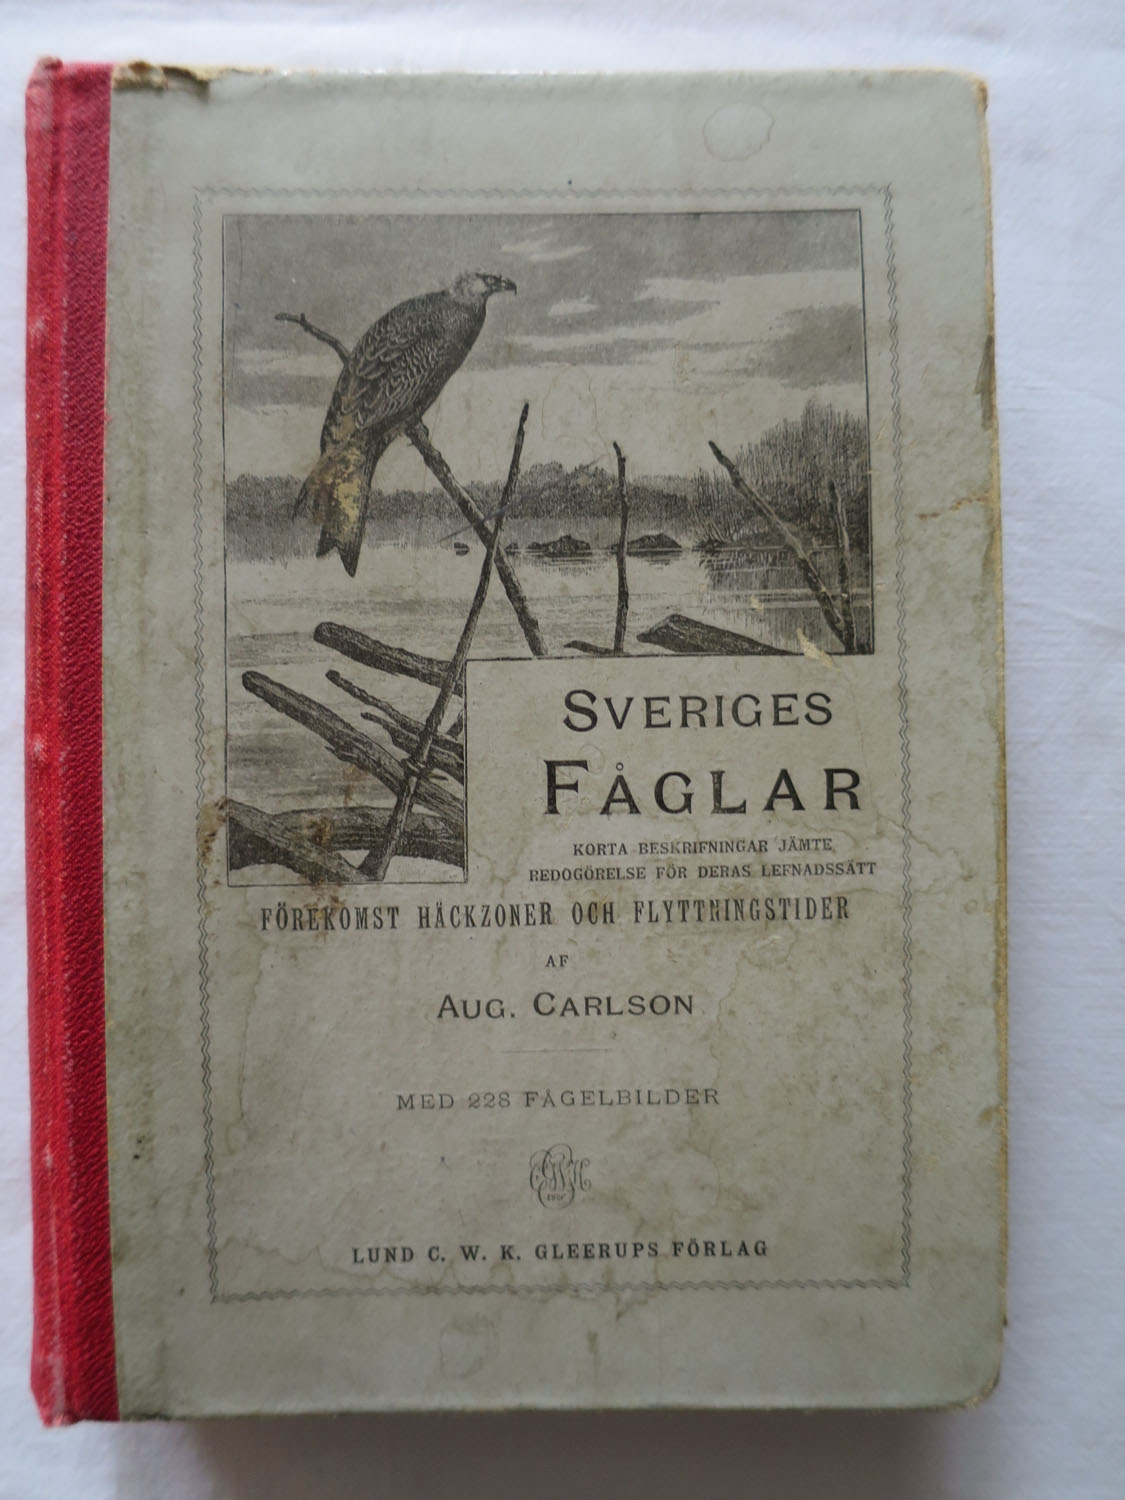 SVERIGES
FÅGLAR
KORTA BESKRIFNINGAR JÄMTE
REDOGÖRELSE FÖR DERAS LEFNADSSÄTT
FÖREKOMST HÄCKZONER OCH FLYTTNINGSTIDER
AF
AUG. CARLSON
MED 228 FÅGELBILDER
LUND C. W. K. GLEERUPS FÖRLAG